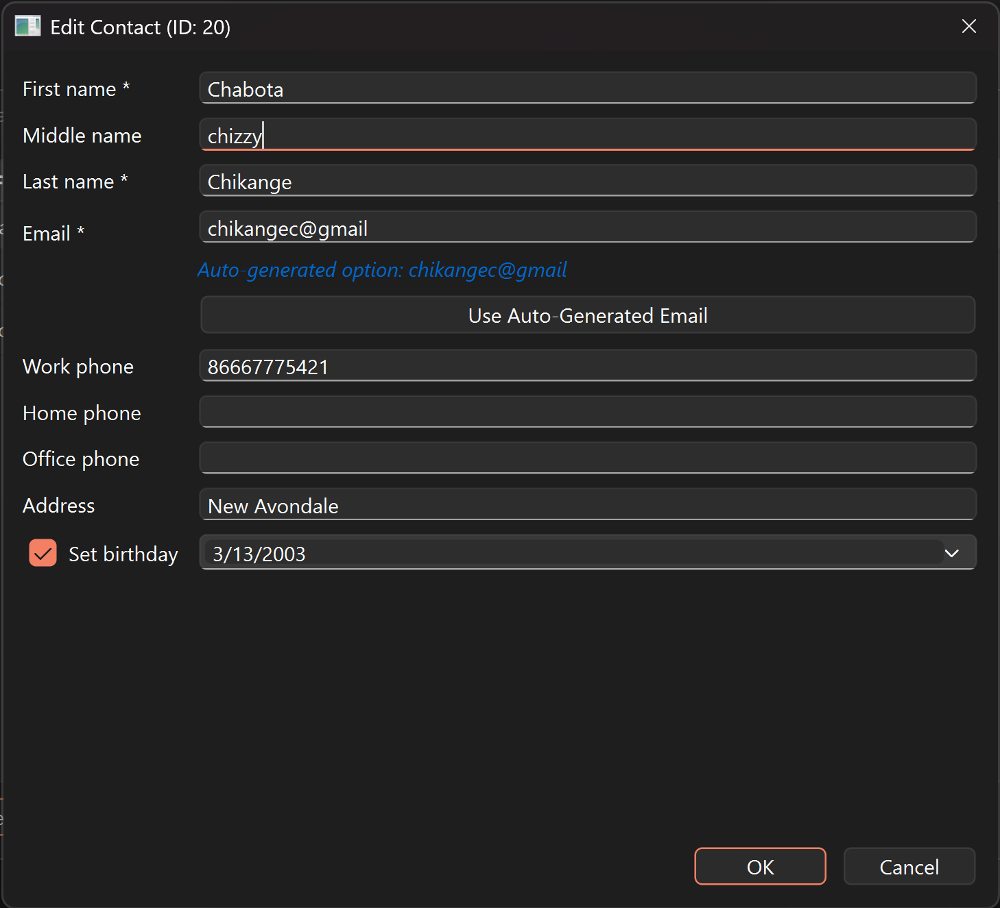 Edit Contact (ID: 20)
First name * Chabota
Middle name chizzy
Last name * Chikange
Email * chikangec@gmail
Auto-generated option: chikangec@gmail
Use Auto-Generated Email
Work phone 86667775421
Home phone
Office phone
Address New Avondale
Set birthday 3/13/2003
OK Cancel